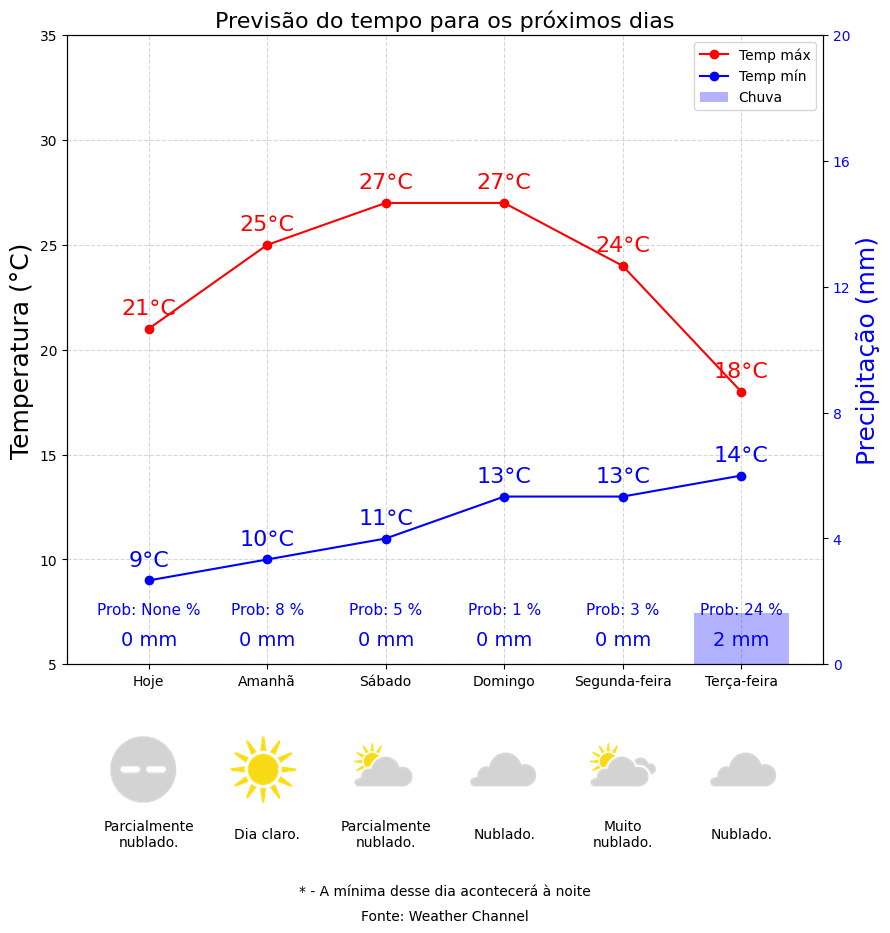 Previsão do tempo para os próximos dias
Temperatura (°C)
Precipitação (mm)
35
30
25
20
15
10
5
20
16
12
8
4
0
Temp máx
Temp mín
Chuva
21°C
25°C
27°C
27°C
24°C
18°C
9°C
10°C
11°C
13°C
13°C
14°C
Prob: None %
Prob: 8 %
Prob: 5 %
Prob: 1 %
Prob: 3 %
Prob: 24 %
0 mm
0 mm
0 mm
0 mm
0 mm
2 mm
Hoje
Amanhã
Sábado
Domingo
Segunda-feira
Terça-feira
Parcialmente
nublado.
Dia claro.
Parcialmente
nublado.
Nublado.
Muito
nublado.
Nublado.
* - A mínima desse dia acontecerá à noite
Fonte: Weather Channel